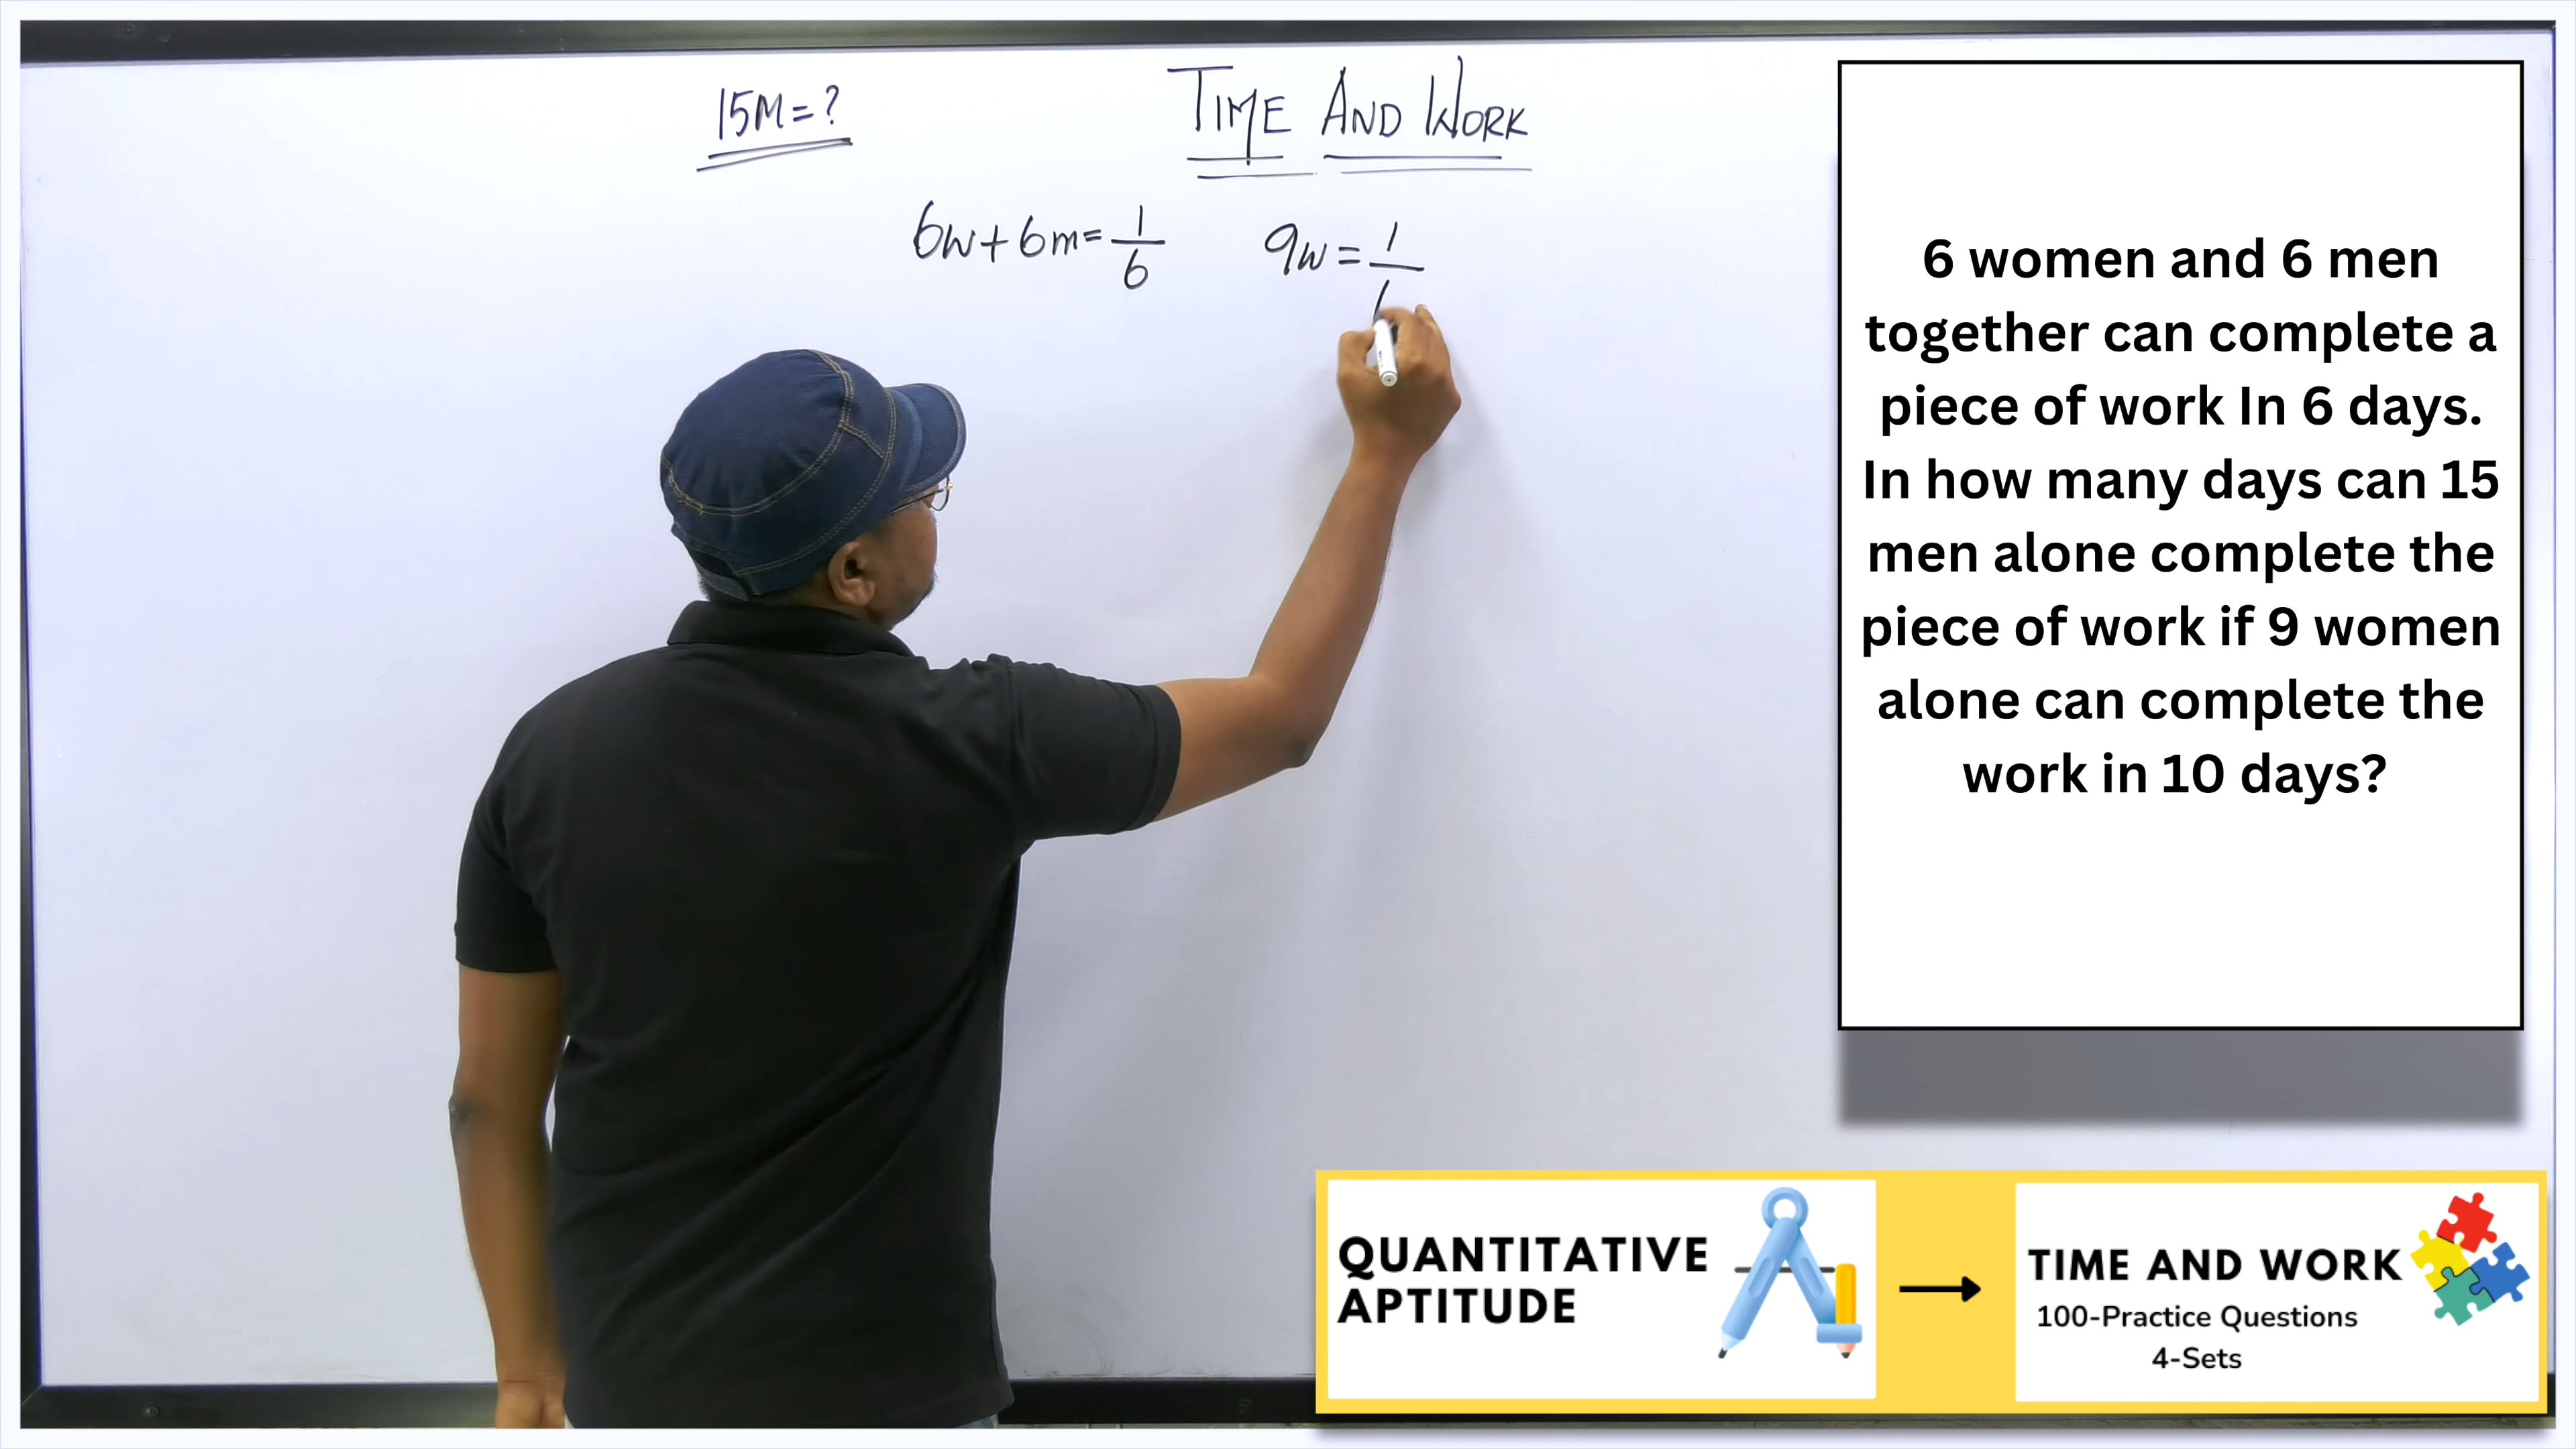 15M=?
TIME AND WORK
6w+6m=1/6
9w=1/
6 women and 6 men
together can complete a
piece of work In 6 days.
In how many days can 15
men alone complete the
piece of work if 9 women
alone can complete the
work in 10 days?
QUANTITATIVE
APTITUDE
TIME AND WORK
100-Practice Questions
4-Sets